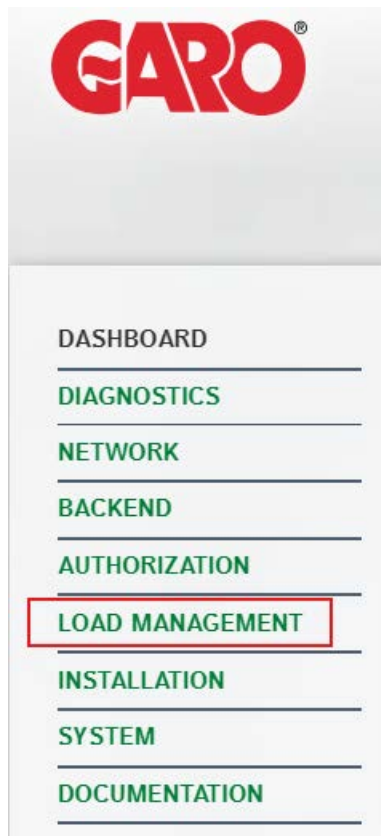 GARO®
DASHBOARD
DIAGNOSTICS
NETWORK
BACKEND
AUTHORIZATION
LOAD MANAGEMENT
INSTALLATION
SYSTEM
DOCUMENTATION